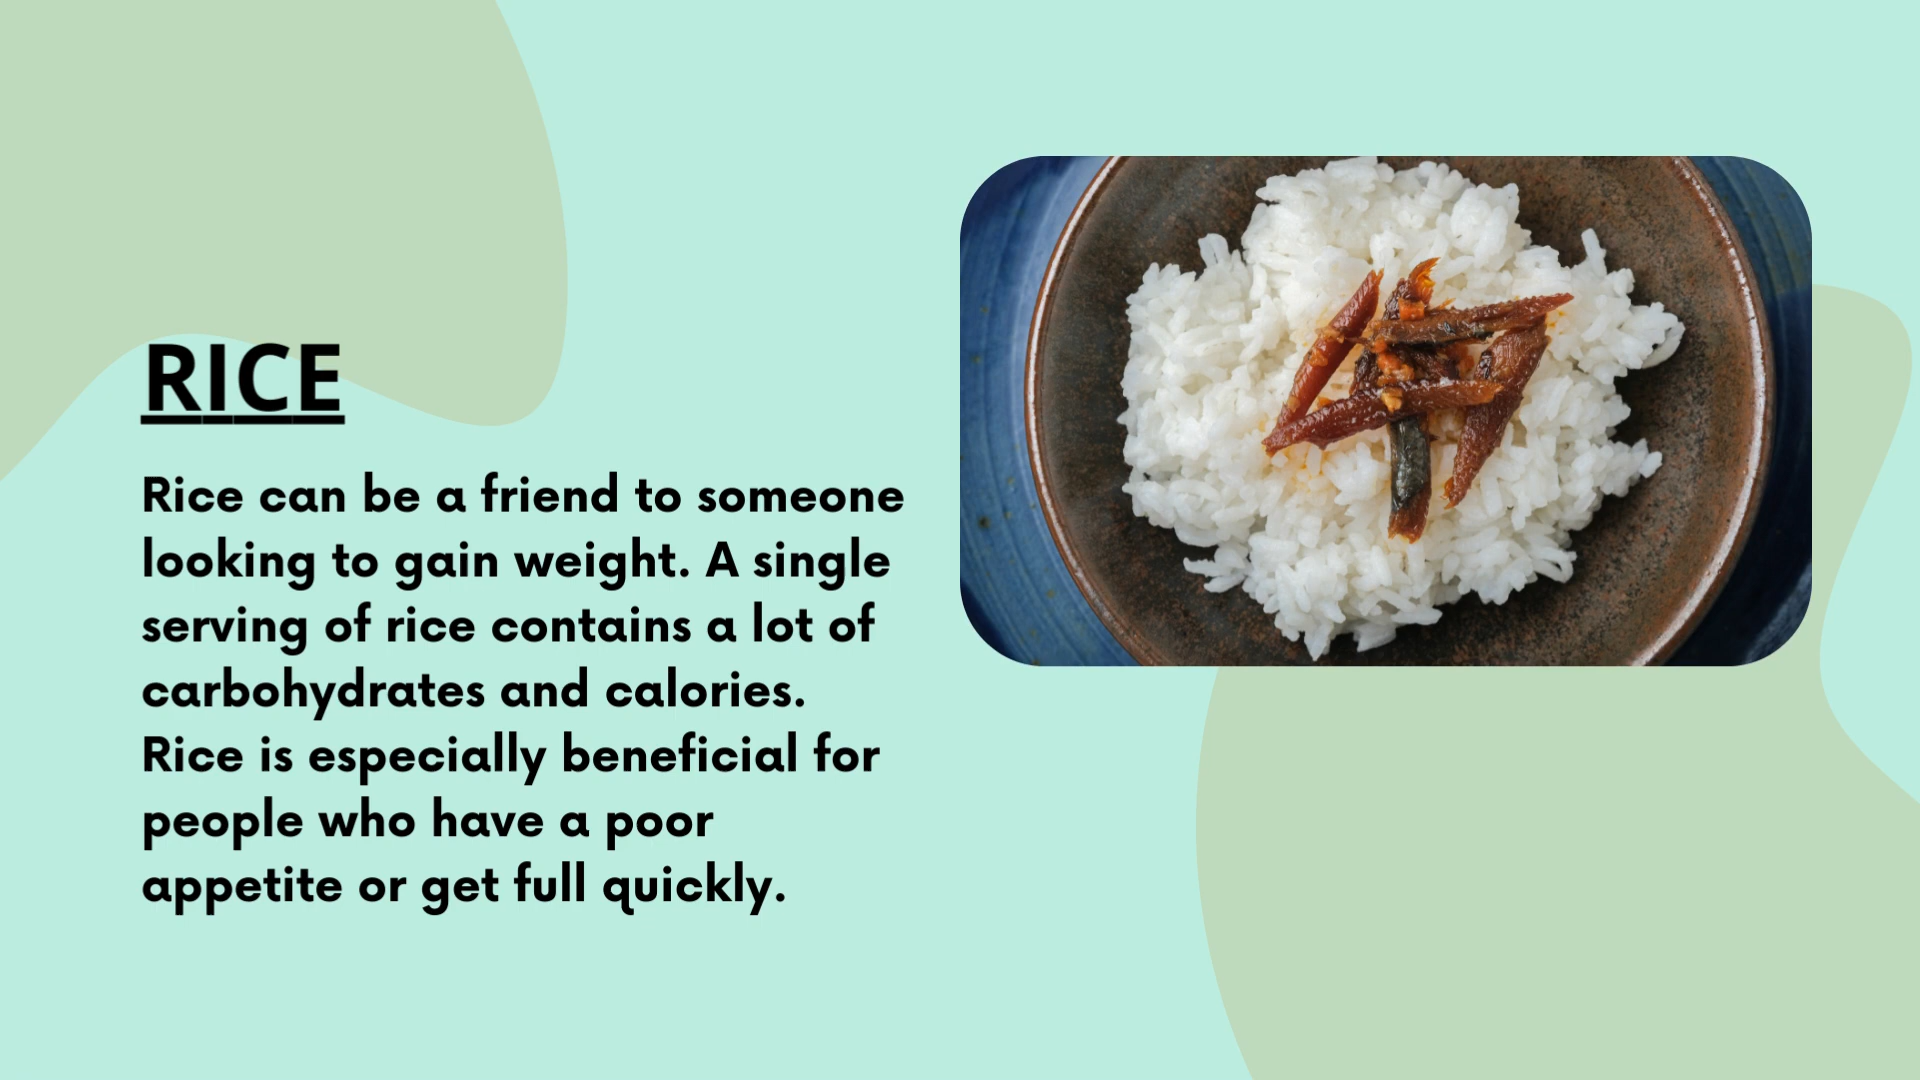 RICE
Rice can be a friend to someone
looking to gain weight. A single
serving of rice contains a lot of
carbohydrates and calories.
Rice is especially beneficial for
people who have a poor
appetite or get full quickly.